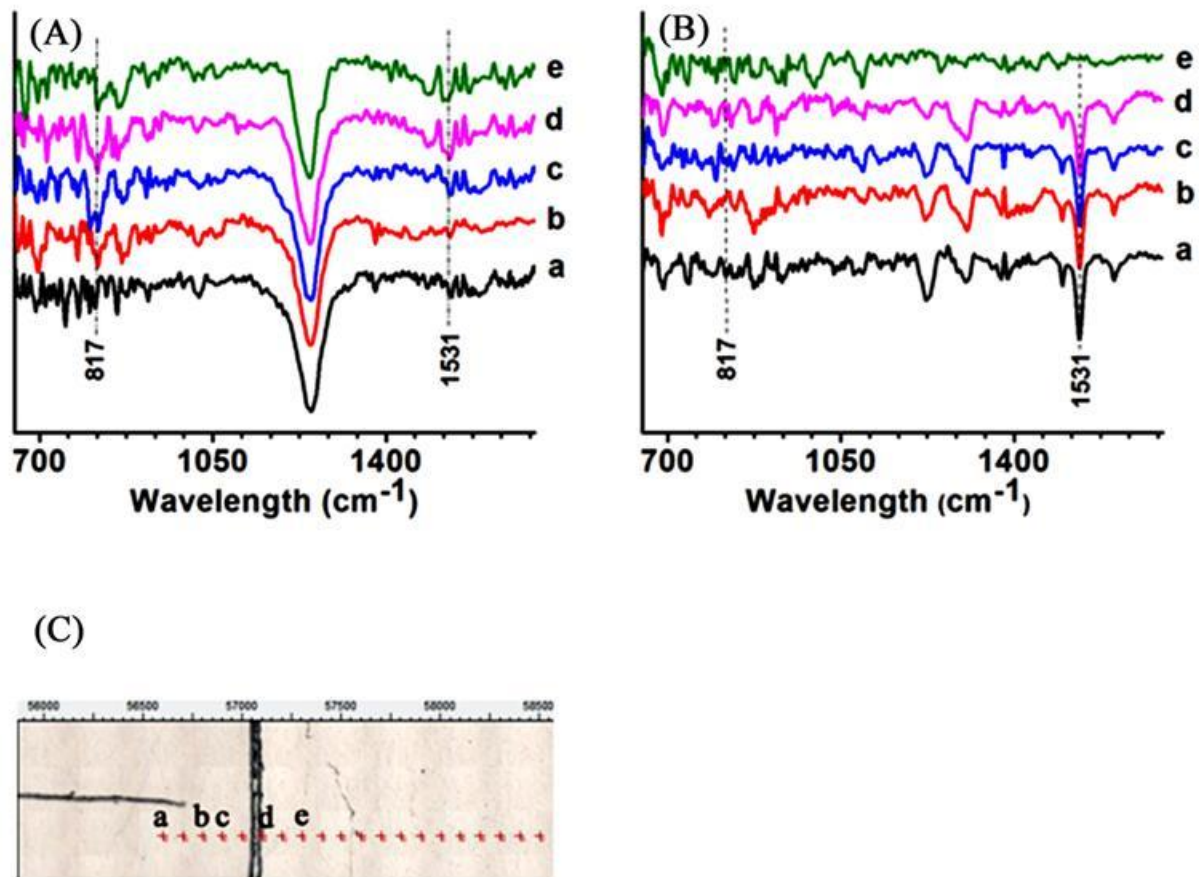 (A)
e
d
c
b
a
817
1531
700 1050 1400
Wavelength (cm-1)
(B)
e
d
c
b
a
817
1531
700 1050 1400
Wavelength (cm-1)
(C)
56000 56500 57000 57500 58000 58500
a b c d e